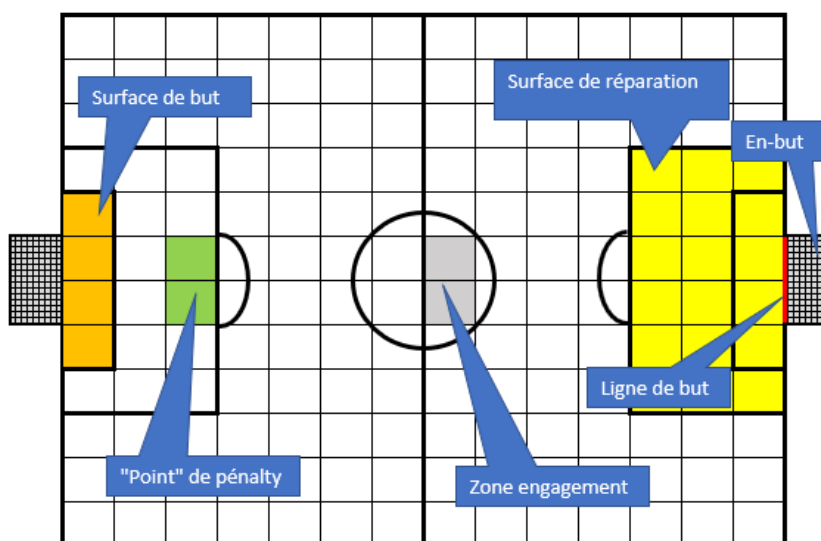 Surface de réparation
Surface de but
En-but
Ligne de but
"Point" de pénalty
Zone engagement